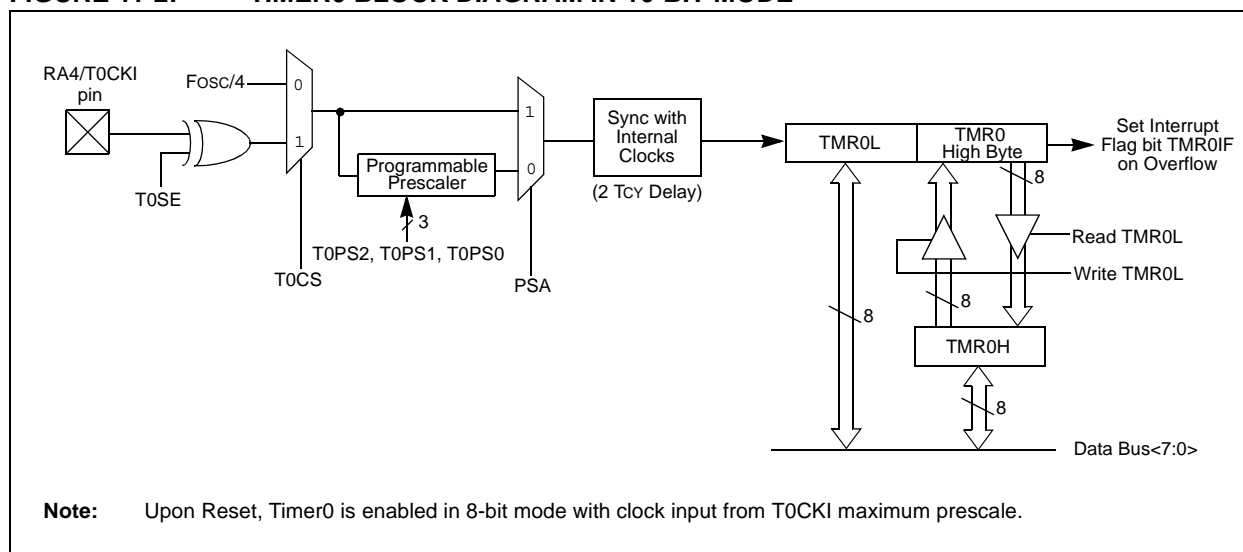 RA4/T0CKI
pin
FOSC/4
0
1
T0SE
T0CS
Programmable
Prescaler
3
T0PS2, T0PS1, T0PS0
1
0
PSA
Sync with
Internal
Clocks
(2 TCY Delay)
TMR0L
TMR0
High Byte
Set Interrupt
Flag bit TMR0IF
on Overflow
8
Read TMR0L
Write TMR0L
8
8
TMR0H
8
Data Bus<7:0>
Note: Upon Reset, Timer0 is enabled in 8-bit mode with clock input from T0CKI maximum prescale.